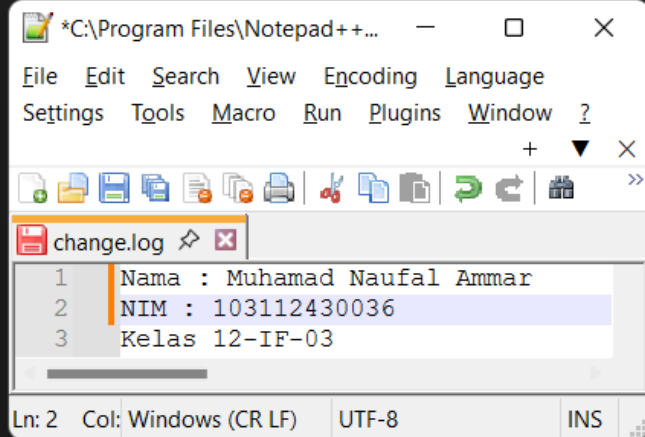 *C:\Program Files\Notepad++...
File Edit Search View Encoding Language
Settings Tools Macro Run Plugins Window ?
change.log
1 Nama : Muhamad Naufal Ammar
2 NIM : 103112430036
3 Kelas 12-IF-03
Ln: 2 Col: Windows (CR LF) UTF-8 INS